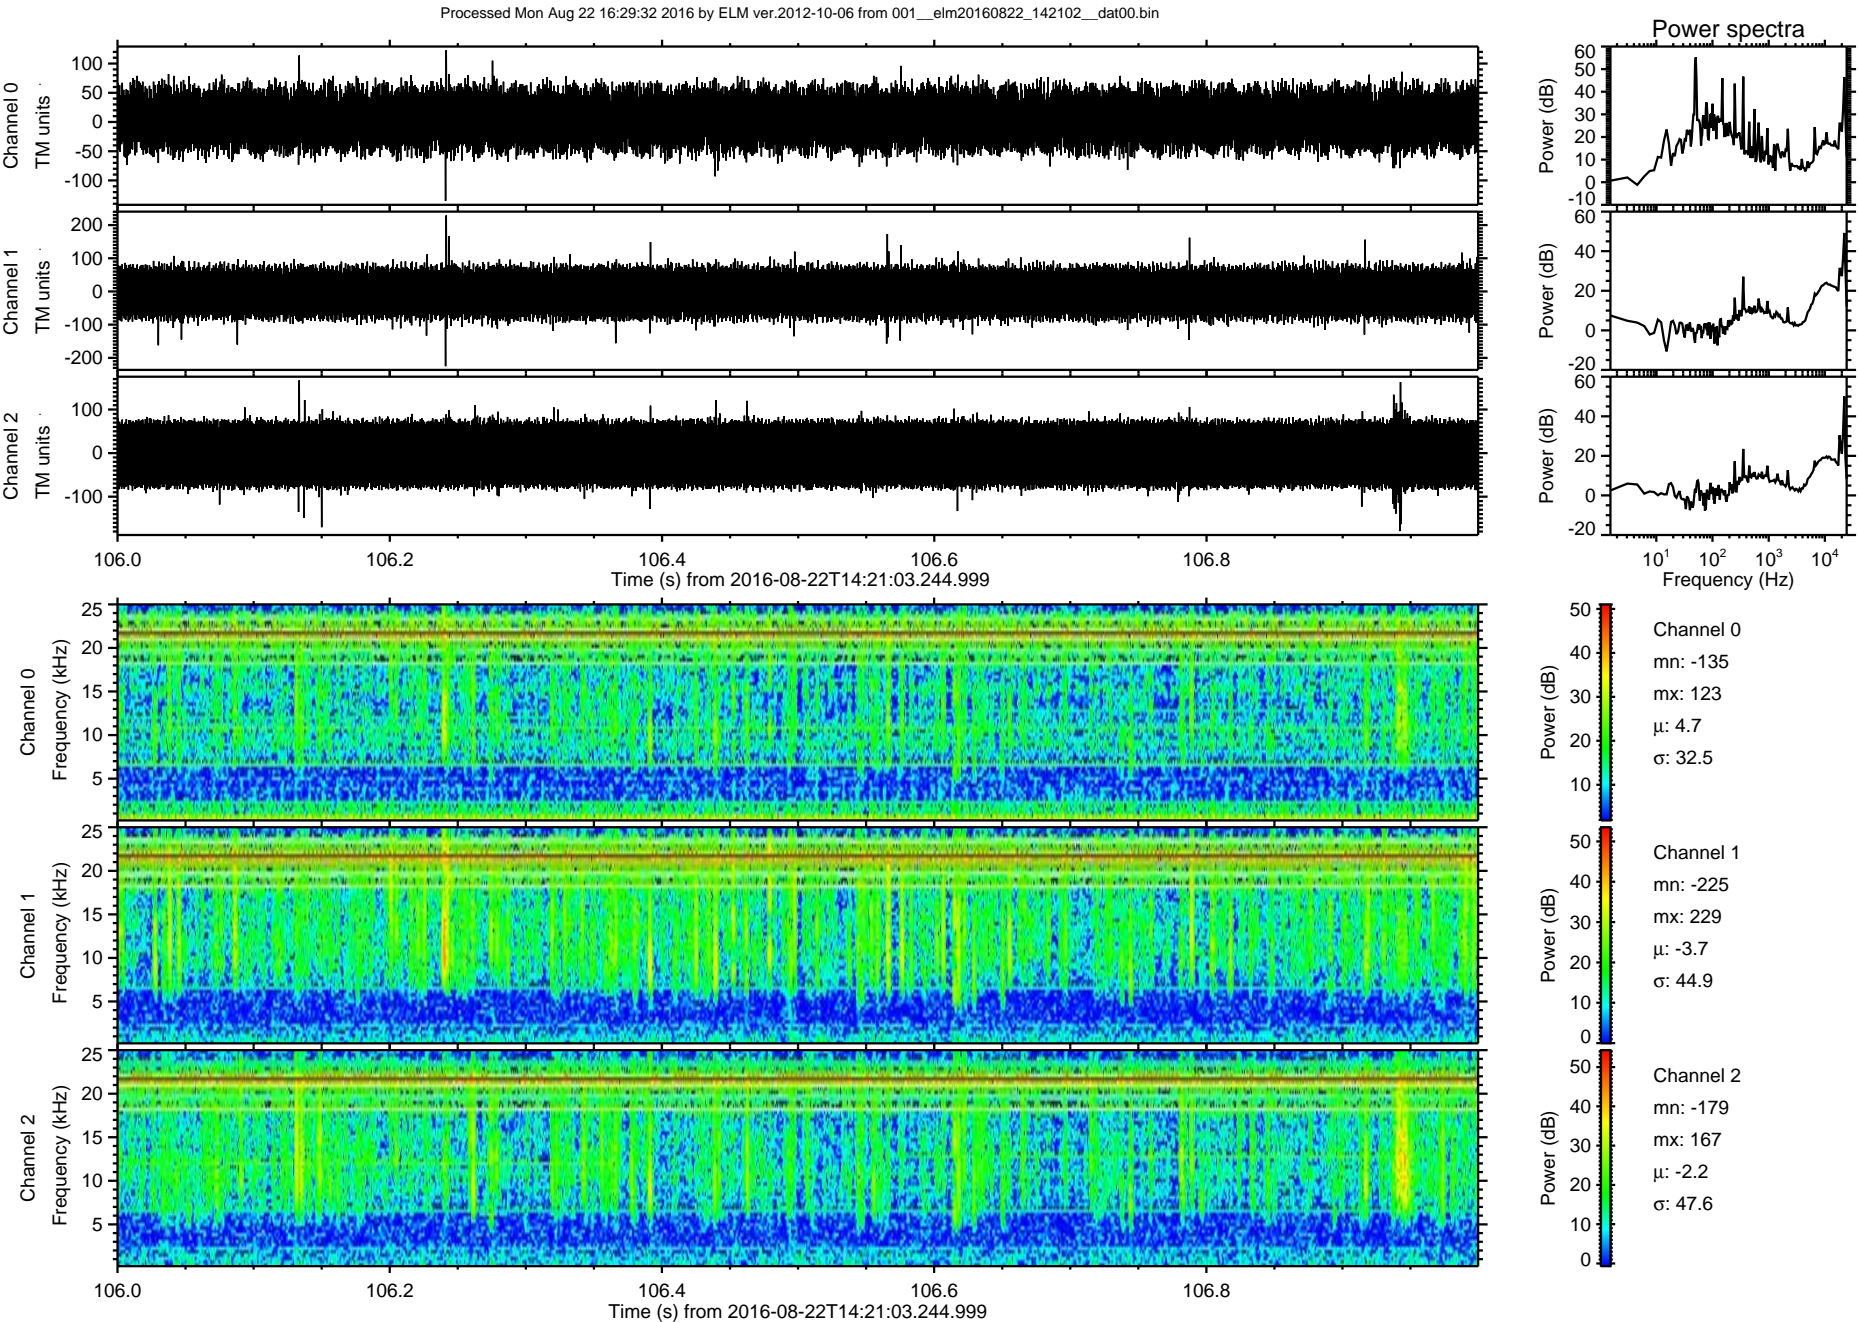 Processed Mon Aug 22 16:29:32 2016 by ELM ver.2012-10-06 from 001__elm20160822_142102__dat00.bin
Power spectra
Channel 0
TM units
100
50
0
-50
-100
Power (dB)
60
50
40
30
20
10
0
-10
Channel 1
TM units
200
100
0
-100
-200
Power (dB)
60
40
20
0
-20
Channel 2
TM units
100
0
-100
Power (dB)
60
40
20
0
-20
106.0 106.2 106.4 106.6 106.8
Time (s) from 2016-08-22T14:21:03.244.999
10¹ 10² 10³ 10⁴
Frequency (Hz)
Channel 0
Frequency (kHz)
25
20
15
10
5
Power (dB)
50
40
30
20
10
Channel 0
mn: -135
mx: 123
μ: 4.7
σ: 32.5
Channel 1
Frequency (kHz)
25
20
15
10
5
Power (dB)
50
40
30
20
10
0
Channel 1
mn: -225
mx: 229
μ: -3.7
σ: 44.9
Channel 2
Frequency (kHz)
25
20
15
10
5
Power (dB)
50
40
30
20
10
0
Channel 2
mn: -179
mx: 167
μ: -2.2
σ: 47.6
106.0 106.2 106.4 106.6 106.8
Time (s) from 2016-08-22T14:21:03.244.999